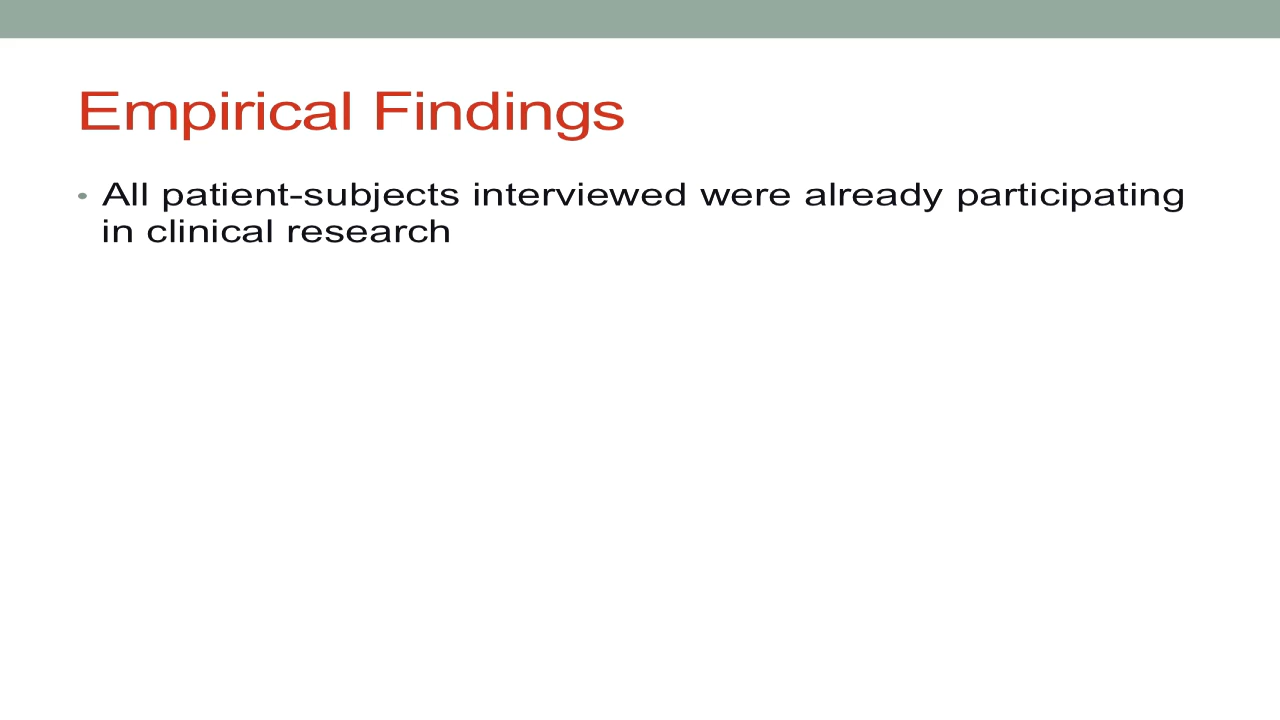 Empirical Findings
• All patient-subjects interviewed were already participating
in clinical research